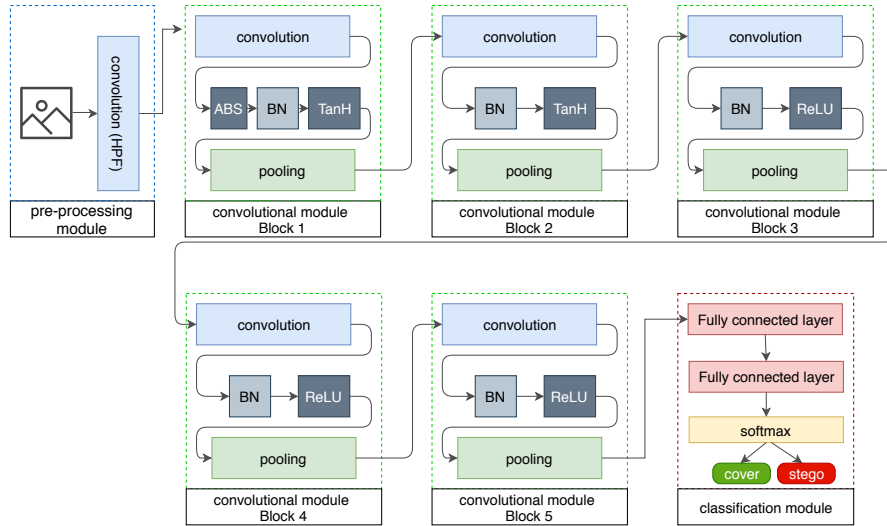 convolution (HPF)
pre-processing
module
convolution
ABS
BN
TanH
pooling
convolutional module
Block 1
convolution
BN
TanH
pooling
convolutional module
Block 2
convolution
BN
ReLU
pooling
convolutional module
Block 3
convolution
BN
ReLU
pooling
convolutional module
Block 4
convolution
BN
ReLU
pooling
convolutional module
Block 5
Fully connected layer
Fully connected layer
softmax
cover
stego
classification module